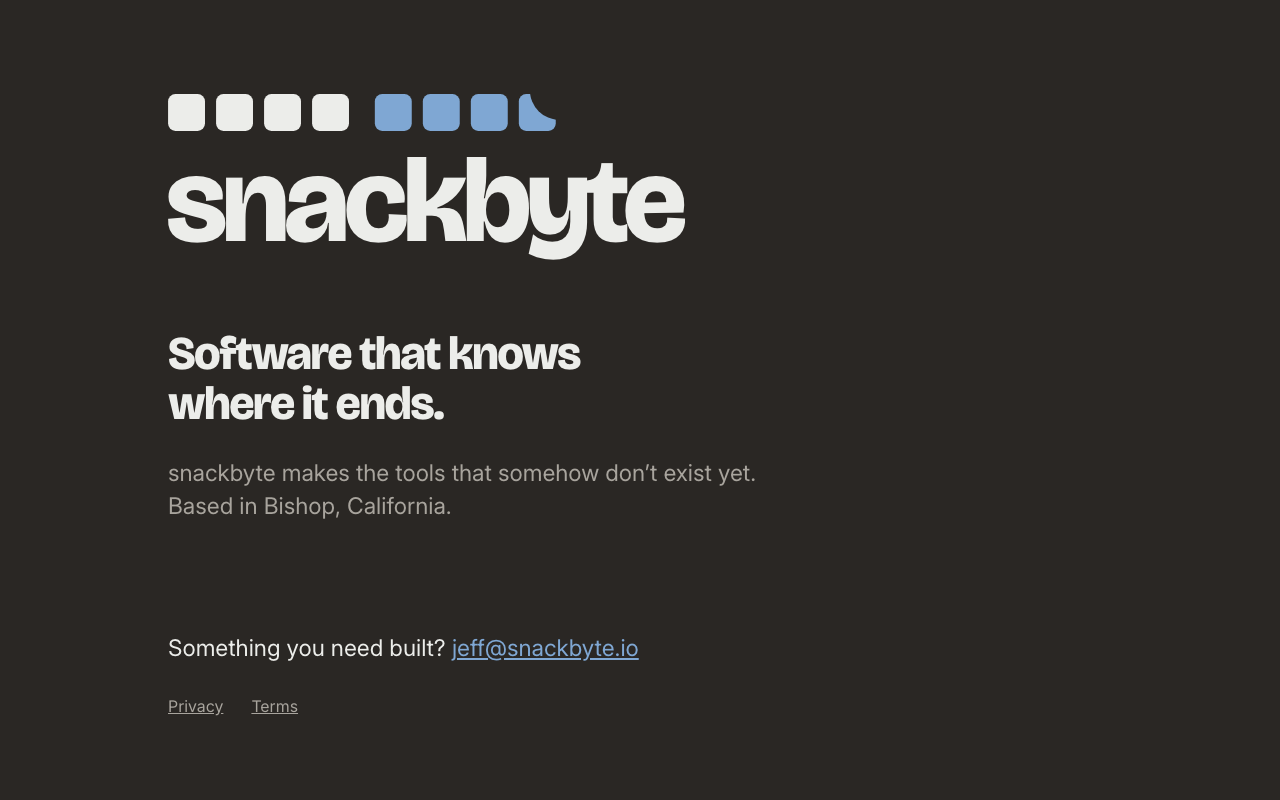 snackbyte
Software that knows
where it ends.
snackbyte makes the tools that somehow don’t exist yet.
Based in Bishop, California.
Something you need built? jeff@snackbyte.io
Privacy Terms